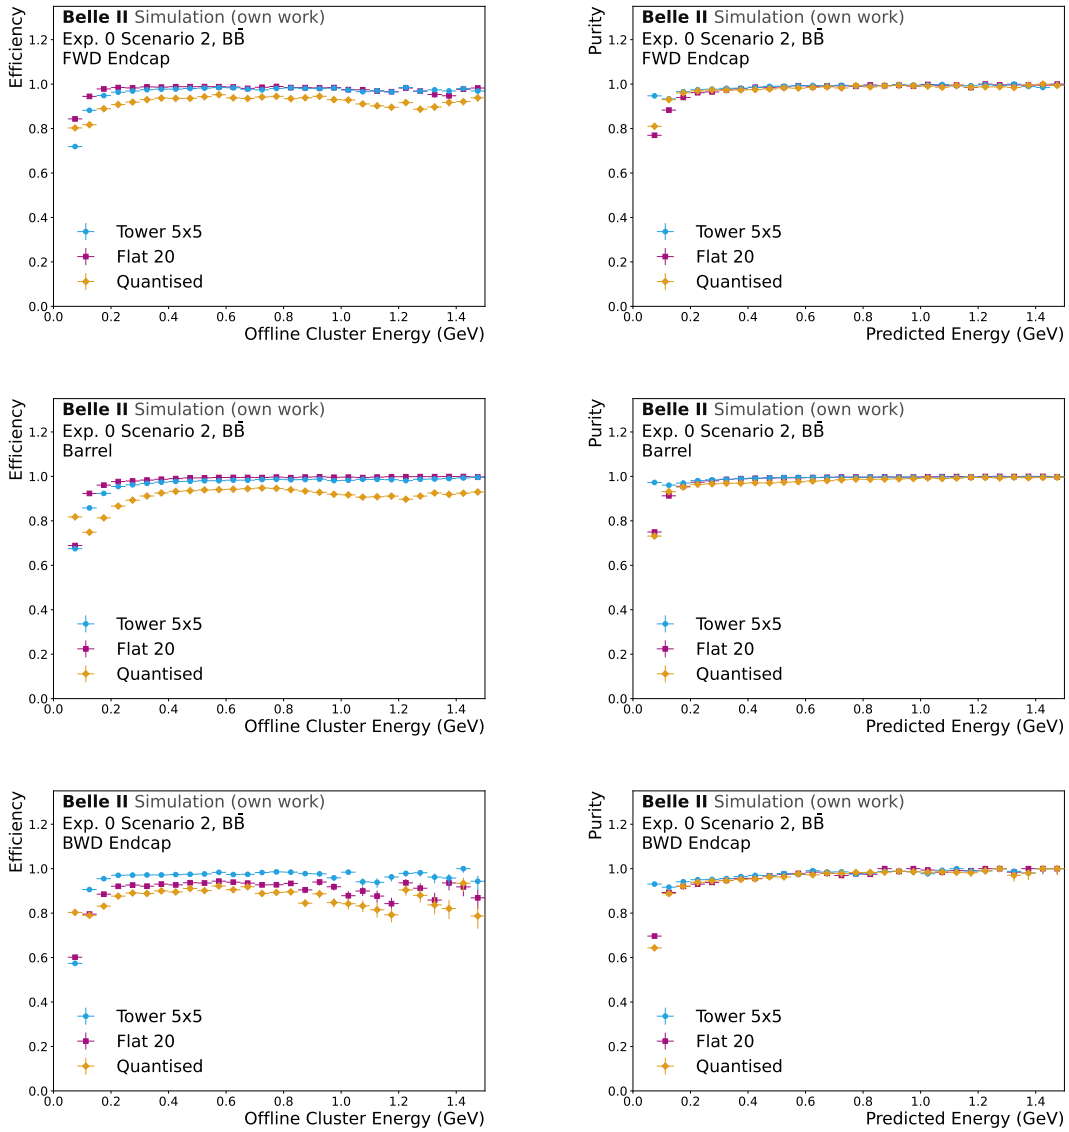 Belle II Simulation (own work)
Exp. 0 Scenario 2, BB̄
FWD Endcap
Efficiency
1.2
1.0
0.8
0.6
0.4
0.2
0.0
Tower 5x5
Flat 20
Quantised
0.0 0.2 0.4 0.6 0.8 1.0 1.2 1.4
Offline Cluster Energy (GeV)
Belle II Simulation (own work)
Exp. 0 Scenario 2, BB̄
FWD Endcap
Purity
1.2
1.0
0.8
0.6
0.4
0.2
0.0
Tower 5x5
Flat 20
Quantised
0.0 0.2 0.4 0.6 0.8 1.0 1.2 1.4
Predicted Energy (GeV)
Belle II Simulation (own work)
Exp. 0 Scenario 2, BB̄
Barrel
Efficiency
1.2
1.0
0.8
0.6
0.4
0.2
0.0
Tower 5x5
Flat 20
Quantised
0.0 0.2 0.4 0.6 0.8 1.0 1.2 1.4
Offline Cluster Energy (GeV)
Belle II Simulation (own work)
Exp. 0 Scenario 2, BB̄
Barrel
Purity
1.2
1.0
0.8
0.6
0.4
0.2
0.0
Tower 5x5
Flat 20
Quantised
0.0 0.2 0.4 0.6 0.8 1.0 1.2 1.4
Predicted Energy (GeV)
Belle II Simulation (own work)
Exp. 0 Scenario 2, BB̄
BWD Endcap
Efficiency
1.2
1.0
0.8
0.6
0.4
0.2
0.0
Tower 5x5
Flat 20
Quantised
0.0 0.2 0.4 0.6 0.8 1.0 1.2 1.4
Offline Cluster Energy (GeV)
Belle II Simulation (own work)
Exp. 0 Scenario 2, BB̄
BWD Endcap
Purity
1.2
1.0
0.8
0.6
0.4
0.2
0.0
Tower 5x5
Flat 20
Quantised
0.0 0.2 0.4 0.6 0.8 1.0 1.2 1.4
Predicted Energy (GeV)